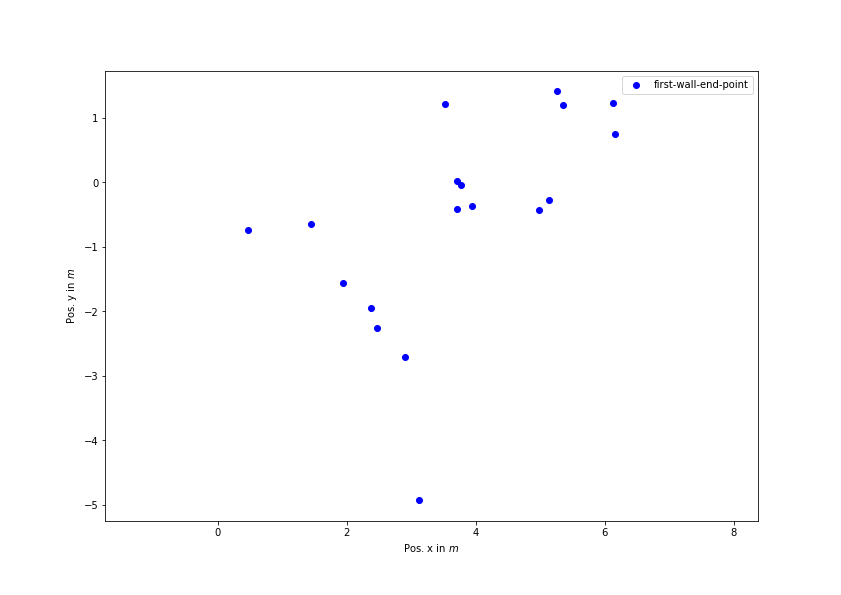 first-wall-end-point
1
0
−1
−2
−3
−4
−5
Pos. y in m
0 2 4 6 8
Pos. x in m